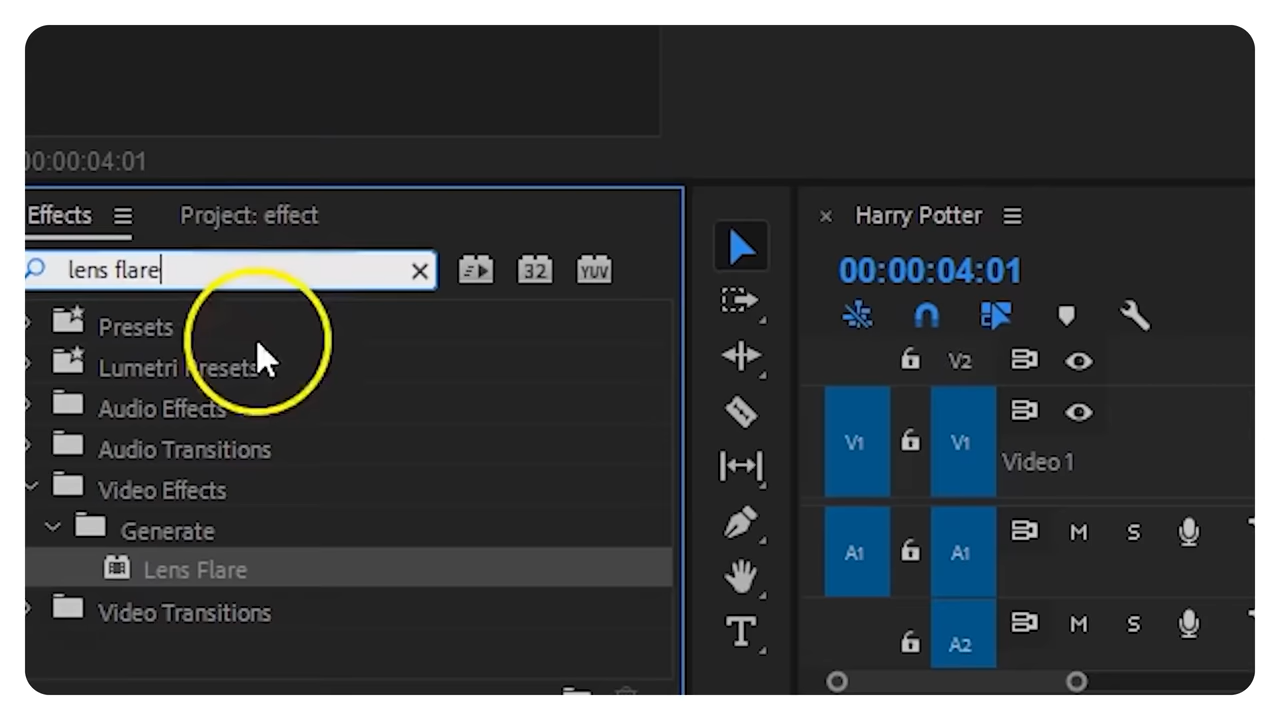 00:00:04:01
Effects Project: effect
lens flare
32 YUV
Presets
Lumetri Presets
Audio Effects
Audio Transitions
Video Effects
Generate
Lens Flare
Video Transitions
T
× Harry Potter
00:00:04:01
V2
V1 V1
Video 1
A1 A1 M S
A2 M S